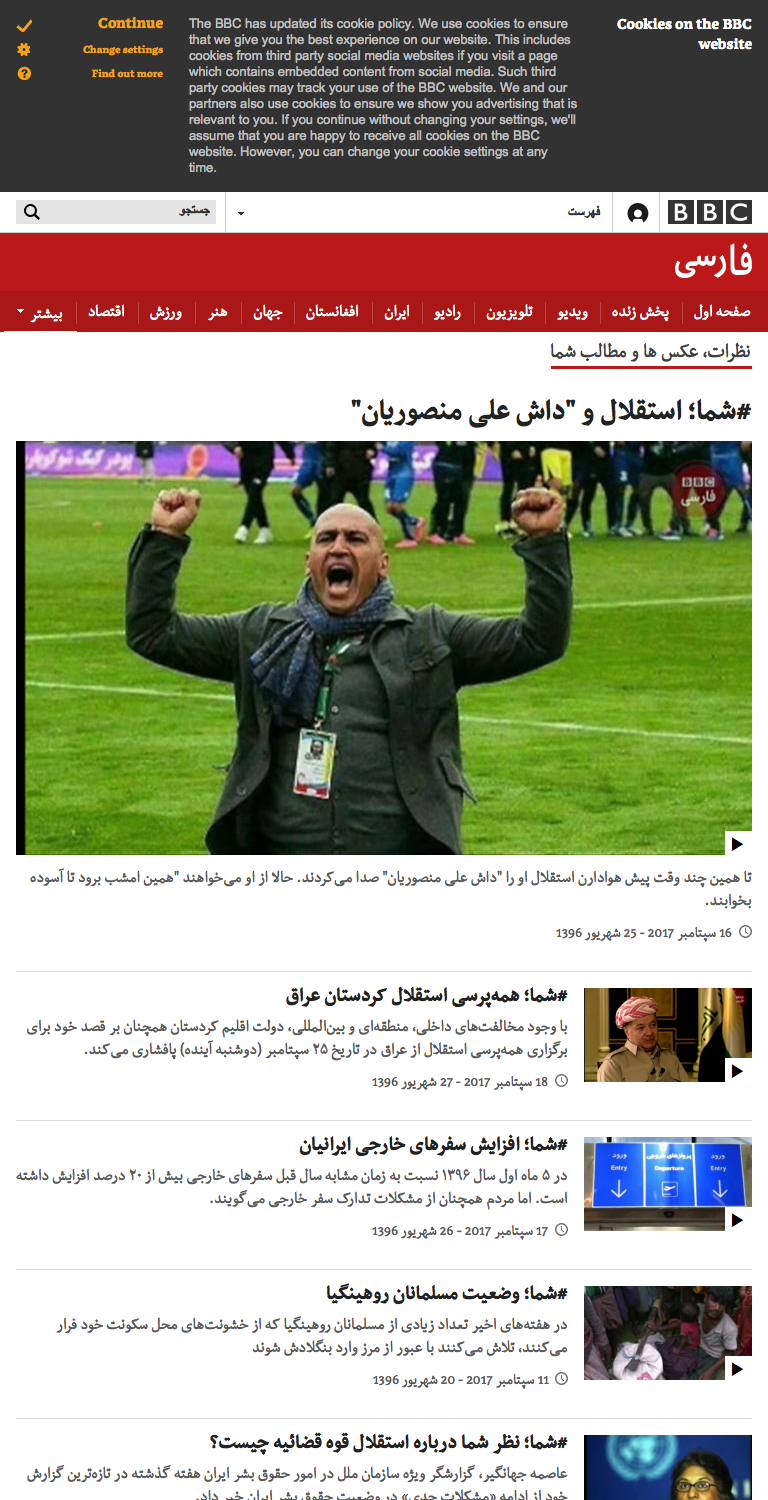 Cookies on the BBC
website
The BBC has updated its cookie policy. We use cookies to ensure
that we give you the best experience on our website. This includes
cookies from third party social media websites if you visit a page
which contains embedded content from social media. Such third
party cookies may track your use of the BBC website. We and our
partners also use cookies to ensure we show you advertising that is
relevant to you. If you continue without changing your settings, we'll
assume that you are happy to receive all cookies on the BBC
website. However, you can change your cookie settings at any
time.
Continue
Change settings
Find out more
BBC
فهرست
جستجو
فارسی
صفحه اول پخش زنده ویدیو تلویزیون رادیو ایران افغانستان جهان هنر ورزش اقتصاد بیشتر
نظرات، عکس ها و مطالب شما
#شما؛ استقلال و "داش علی منصوریان"
BBC
فارسی
تا همین چند وقت پیش هوادارن استقلال او را "داش علی منصوریان" صدا می‌کردند. حالا از او می‌خواهند "همین امشب برود تا آسوده
بخوابند.
16 سپتامبر 2017 - 25 شهریور 1396
#شما؛ همه‌پرسی استقلال کردستان عراق
با وجود مخالفت‌های داخلی، منطقه‌ای و بین‌المللی، دولت اقلیم کردستان همچنان بر قصد خود برای
برگزاری همه‌پرسی استقلال از عراق در تاریخ ۲۵ سپتامبر (دوشنبه آینده) پافشاری می‌کند.
18 سپتامبر 2017 - 27 شهریور 1396
#شما؛ افزایش سفرهای خارجی ایرانیان
ورود
Entry
پروازهای خروجی
Departure
ورود
Entry
در ۵ ماه اول سال ۱۳۹۶ نسبت به زمان مشابه سال قبل سفرهای خارجی بیش از ۲۰ درصد افزایش داشته
است. اما مردم همچنان از مشکلات تدارک سفر خارجی می‌گویند.
17 سپتامبر 2017 - 26 شهریور 1396
#شما؛ وضعیت مسلمانان روهینگیا
در هفته‌های اخیر تعداد زیادی از مسلمانان روهینگیا که از خشونت‌های محل سکونت خود فرار
می‌کنند، تلاش می‌کنند با عبور از مرز وارد بنگلادش شوند
11 سپتامبر 2017 - 20 شهریور 1396
#شما؛ نظر شما درباره استقلال قوه قضائیه چیست؟
عاصمه جهانگیر، گزارشگر ویژه سازمان ملل در امور حقوق بشر ایران هفته گذشته در تازه‌ترین گزارش
خود از ادامه «مشکلات جدی» در وضعیت حقوق بشر ایران خبر داد.